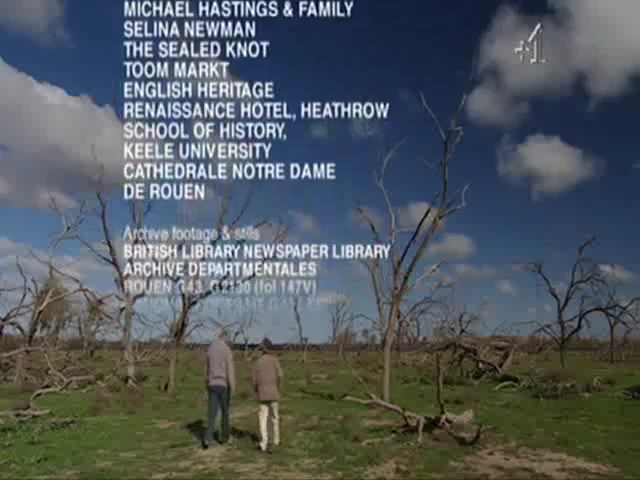 MICHAEL HASTINGS & FAMILY
SELINA NEWMAN
THE SEALED KNOT
TOOM MARKT
ENGLISH HERITAGE
RENAISSANCE HOTEL, HEATHROW
SCHOOL OF HISTORY,
KEELE UNIVERSITY
CATHEDRALE NOTRE DAME
DE ROUEN
Archive footage & stills
BRITISH LIBRARY NEWSPAPER LIBRARY
ARCHIVE DEPARTMENTALES
ROUEN G43, G2130 (fol 147V)
+1